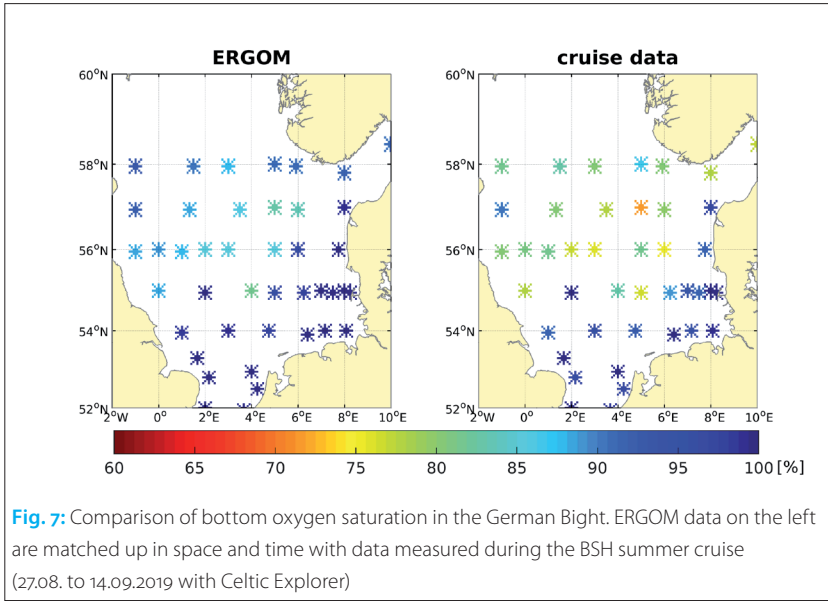 ERGOM
cruise data
60°N
58°N
56°N
54°N
52°N
2°W 0° 2°E 4°E 6°E 8°E 10°E
60°N
58°N
56°N
54°N
52°N
2°W 0° 2°E 4°E 6°E 8°E 10°E
60 65 70 75 80 85 90 95 100 [%]
Fig. 7: Comparison of bottom oxygen saturation in the German Bight. ERGOM data on the left
are matched up in space and time with data measured during the BSH summer cruise
(27.08. to 14.09.2019 with Celtic Explorer)